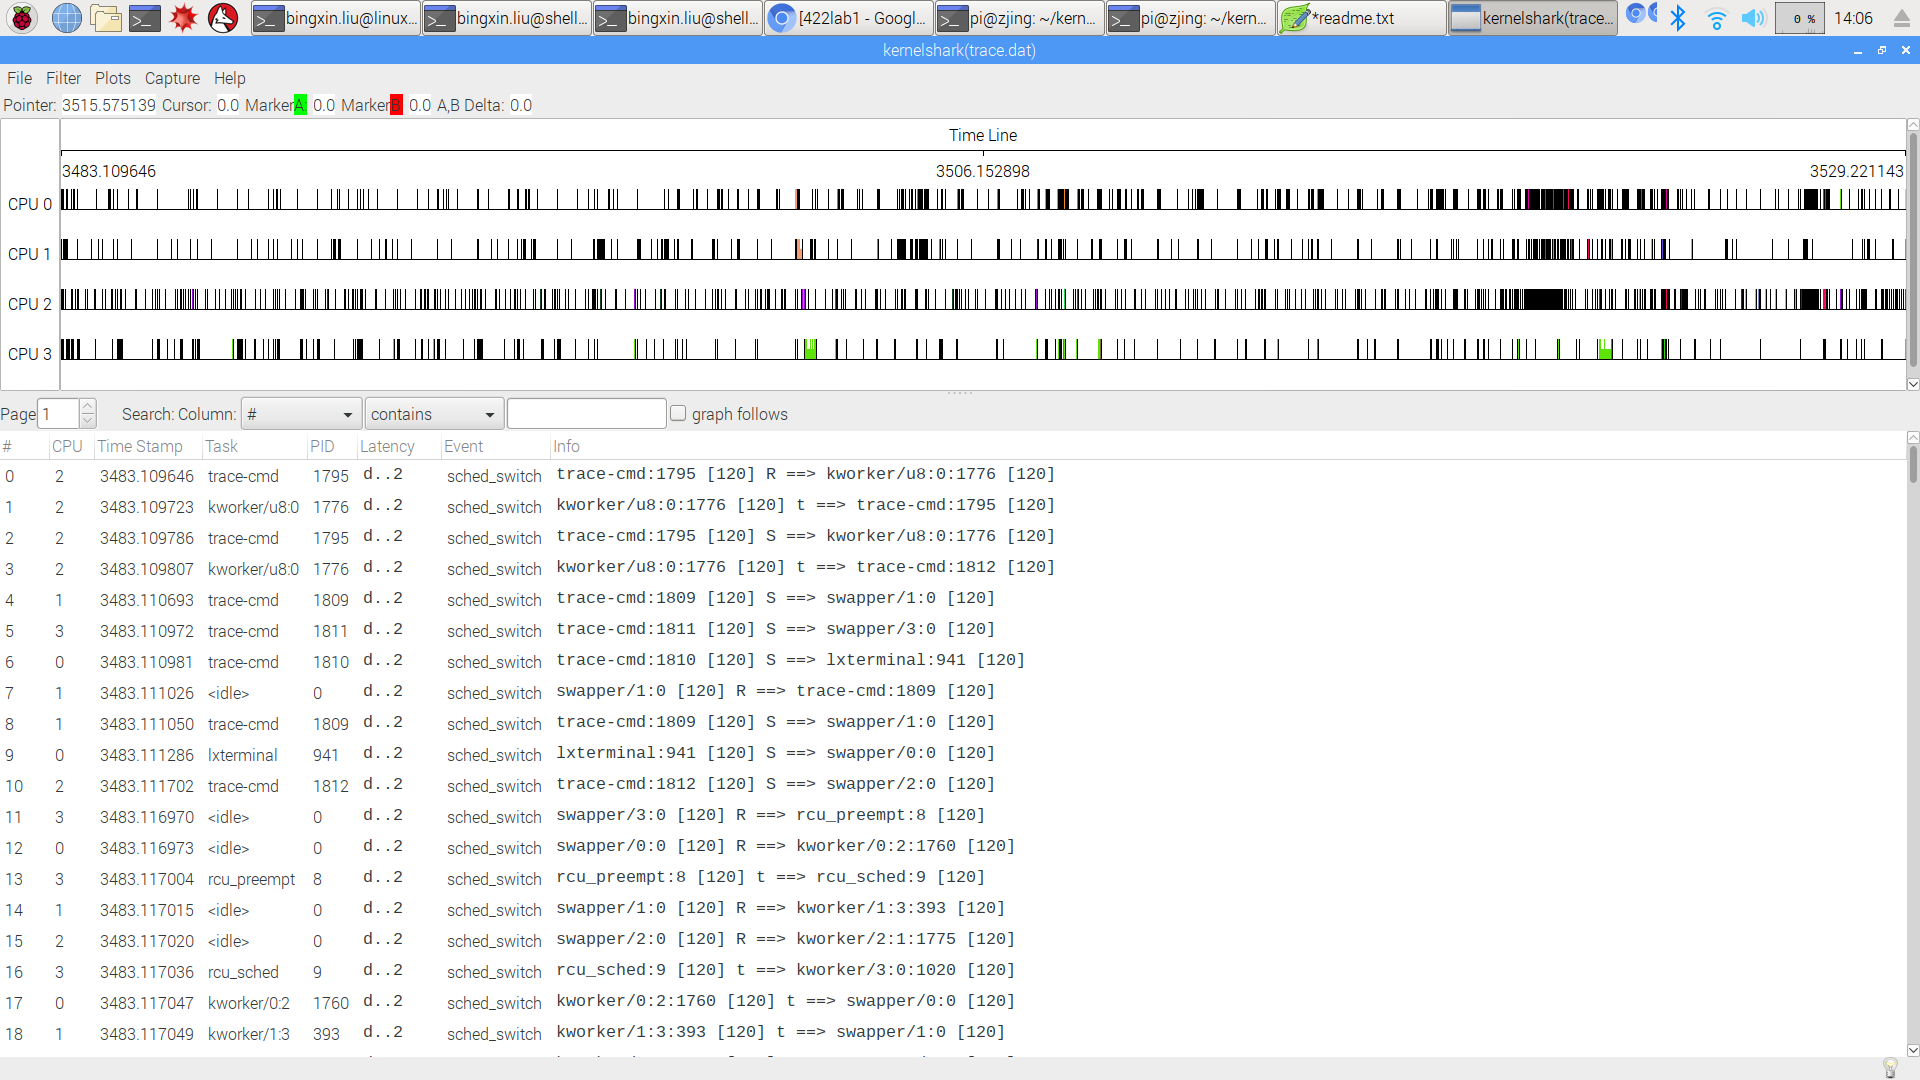 bingxin.liu@linux... bingxin.liu@shell... bingxin.liu@shell... [422lab1 - Googl... pi@zjing: ~/kern... pi@zjing: ~/kern... *readme.txt kernelshark(trace... 0 % 14:06
kernelshark(trace.dat)
File Filter Plots Capture Help
Pointer: 3515.575139 Cursor: 0.0 MarkerA: 0.0 MarkerB: 0.0 A,B Delta: 0.0
Time Line
3483.109646 3506.152898 3529.221143
CPU 0
CPU 1
CPU 2
CPU 3
Page 1 Search: Column: # contains graph follows
# CPU Time Stamp Task PID Latency Event Info
0 2 3483.109646 trace-cmd 1795 d..2 sched_switch trace-cmd:1795 [120] R ==> kworker/u8:0:1776 [120]
1 2 3483.109723 kworker/u8:0 1776 d..2 sched_switch kworker/u8:0:1776 [120] t ==> trace-cmd:1795 [120]
2 2 3483.109786 trace-cmd 1795 d..2 sched_switch trace-cmd:1795 [120] S ==> kworker/u8:0:1776 [120]
3 2 3483.109807 kworker/u8:0 1776 d..2 sched_switch kworker/u8:0:1776 [120] t ==> trace-cmd:1812 [120]
4 1 3483.110693 trace-cmd 1809 d..2 sched_switch trace-cmd:1809 [120] S ==> swapper/1:0 [120]
5 3 3483.110972 trace-cmd 1811 d..2 sched_switch trace-cmd:1811 [120] S ==> swapper/3:0 [120]
6 0 3483.110981 trace-cmd 1810 d..2 sched_switch trace-cmd:1810 [120] S ==> lxterminal:941 [120]
7 1 3483.111026 <idle> 0 d..2 sched_switch swapper/1:0 [120] R ==> trace-cmd:1809 [120]
8 1 3483.111050 trace-cmd 1809 d..2 sched_switch trace-cmd:1809 [120] S ==> swapper/1:0 [120]
9 0 3483.111286 lxterminal 941 d..2 sched_switch lxterminal:941 [120] S ==> swapper/0:0 [120]
10 2 3483.111702 trace-cmd 1812 d..2 sched_switch trace-cmd:1812 [120] S ==> swapper/2:0 [120]
11 3 3483.116970 <idle> 0 d..2 sched_switch swapper/3:0 [120] R ==> rcu_preempt:8 [120]
12 0 3483.116973 <idle> 0 d..2 sched_switch swapper/0:0 [120] R ==> kworker/0:2:1760 [120]
13 3 3483.117004 rcu_preempt 8 d..2 sched_switch rcu_preempt:8 [120] t ==> rcu_sched:9 [120]
14 1 3483.117015 <idle> 0 d..2 sched_switch swapper/1:0 [120] R ==> kworker/1:3:393 [120]
15 2 3483.117020 <idle> 0 d..2 sched_switch swapper/2:0 [120] R ==> kworker/2:1:1775 [120]
16 3 3483.117036 rcu_sched 9 d..2 sched_switch rcu_sched:9 [120] t ==> kworker/3:0:1020 [120]
17 0 3483.117047 kworker/0:2 1760 d..2 sched_switch kworker/0:2:1760 [120] t ==> swapper/0:0 [120]
18 1 3483.117049 kworker/1:3 393 d..2 sched_switch kworker/1:3:393 [120] t ==> swapper/1:0 [120]